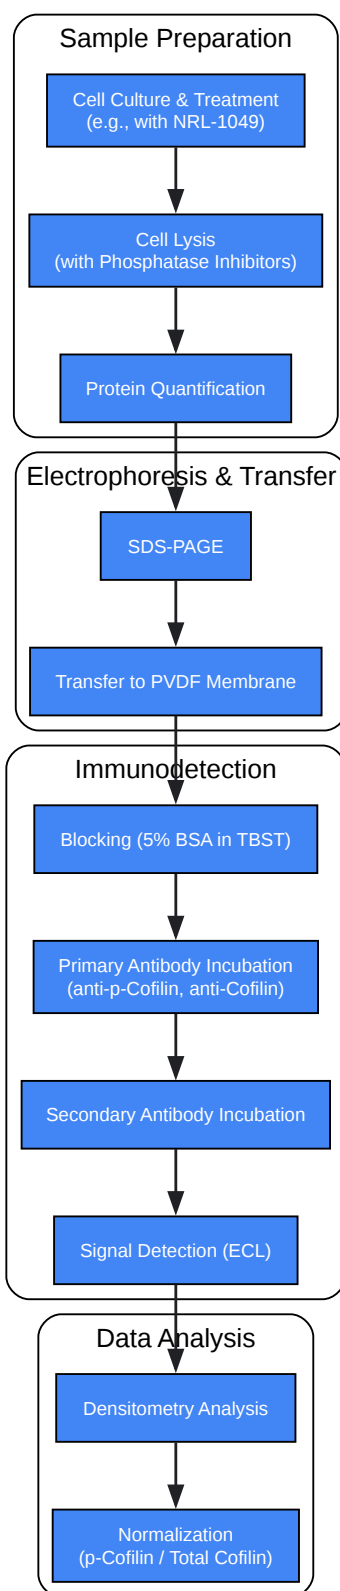 Sample Preparation
Cell Culture & Treatment
(e.g., with NRL-1049)
Cell Lysis
(with Phosphatase Inhibitors)
Protein Quantification
Electrophoresis & Transfer
SDS-PAGE
Transfer to PVDF Membrane
Immunodetection
Blocking (5% BSA in TBST)
Primary Antibody Incubation
(anti-p-Cofilin, anti-Cofilin)
Secondary Antibody Incubation
Signal Detection (ECL)
Data Analysis
Densitometry Analysis
Normalization
(p-Cofilin / Total Cofilin)